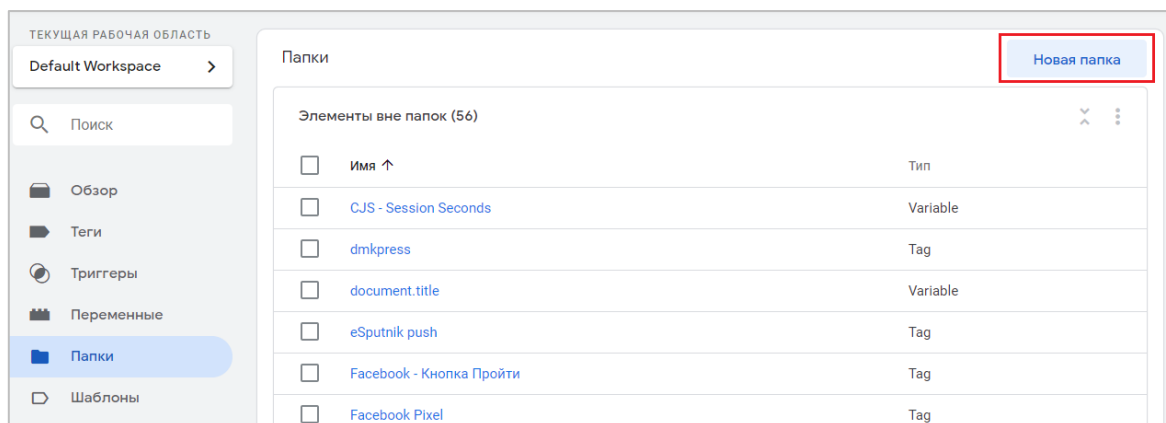 ТЕКУЩАЯ РАБОЧАЯ ОБЛАСТЬ
Default Workspace
Поиск
Обзор
Теги
Триггеры
Переменные
Папки
Шаблоны
Папки
Новая папка
Элементы вне папок (56)
Имя Тип
CJS - Session Seconds Variable
dmkpress Tag
document.title Variable
eSputnik push Tag
Facebook - Кнопка Пройти Tag
Facebook Pixel Tag